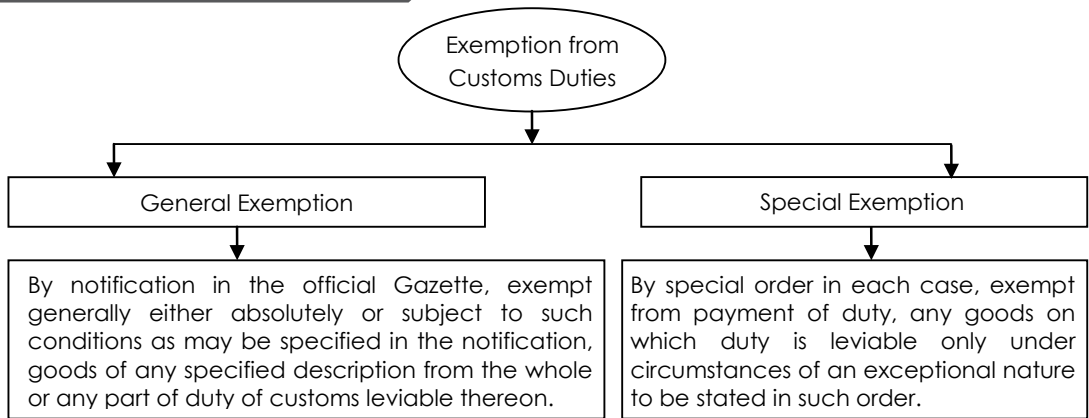 Exemption from
Customs Duties
General Exemption
Special Exemption
By notification in the official Gazette, exempt
generally either absolutely or subject to such
conditions as may be specified in the notification,
goods of any specified description from the whole
or any part of duty of customs leviable thereon.
By special order in each case, exempt
from payment of duty, any goods on
which duty is leviable only under
circumstances of an exceptional nature
to be stated in such order.